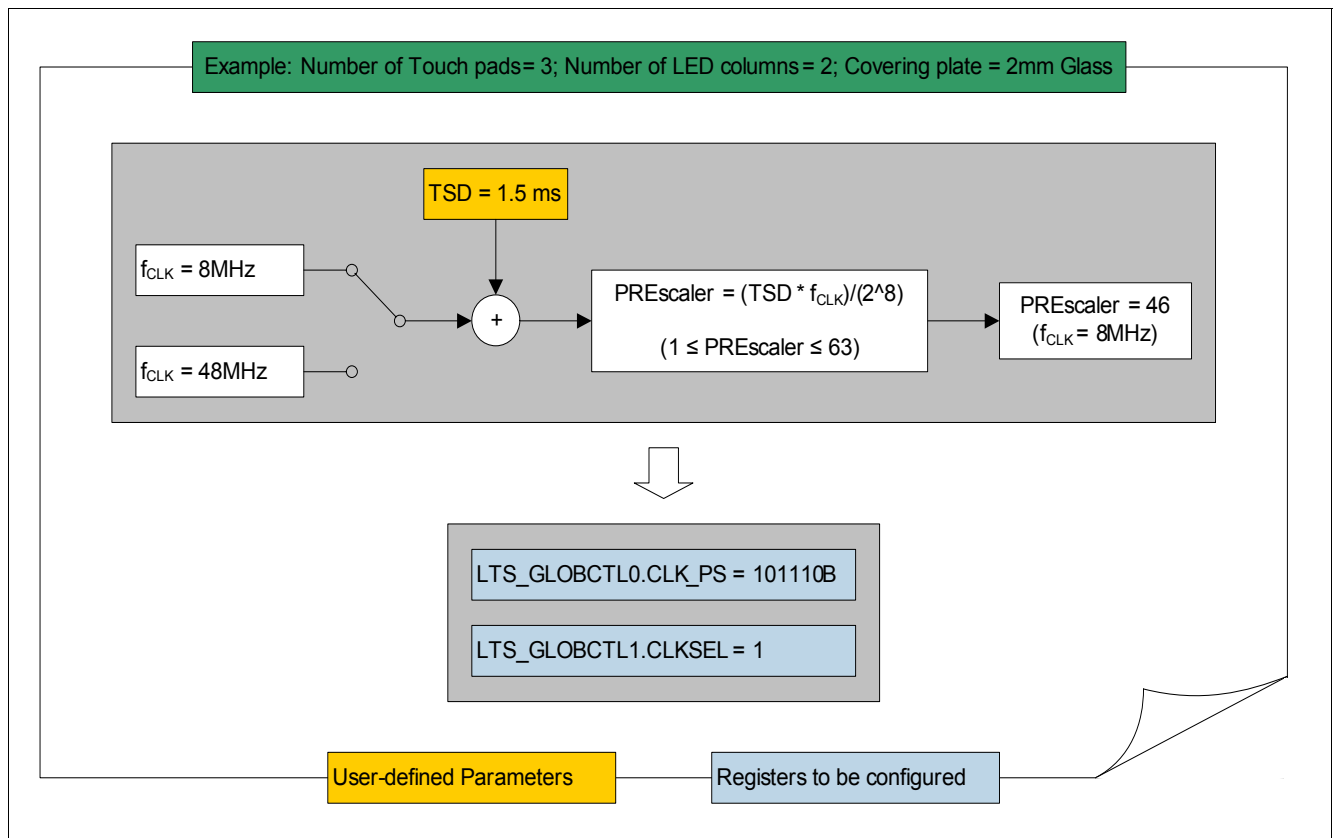 Example: Number of Touch pads= 3; Number of LED columns= 2; Covering plate = 2mm Glass
TSD = 1.5 ms
fCLK = 8MHz
+
PREscaler = (TSD * fCLK)/(2^8)
(1 ≤ PREscaler ≤ 63)
PREscaler = 46
(fCLK = 8MHz)
fCLK = 48MHz
LTS_GLOBCTL0.CLK_PS = 101110B
LTS_GLOBCTL1.CLKSEL = 1
User-defined Parameters
Registers to be configured